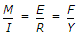 M/I = E/R = F/Y